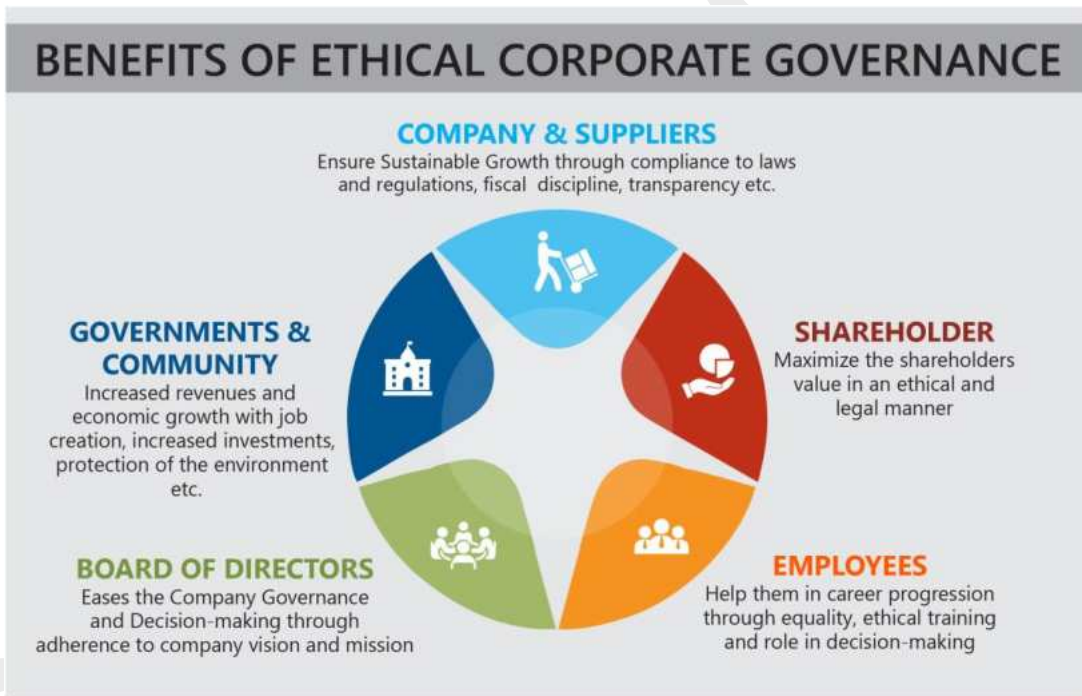 BENEFITS OF ETHICAL CORPORATE GOVERNANCE
COMPANY & SUPPLIERS
Ensure Sustainable Growth through compliance to laws
and regulations, fiscal discipline, transparency etc.
SHAREHOLDER
Maximize the shareholders
value in an ethical and
legal manner
EMPLOYEES
Help them in career progression
through equality, ethical training
and role in decision-making
BOARD OF DIRECTORS
Eases the Company Governance
and Decision-making through
adherence to company vision and mission
GOVERNMENTS &
COMMUNITY
Increased revenues and
economic growth with job
creation, increased investments,
protection of the environment
etc.